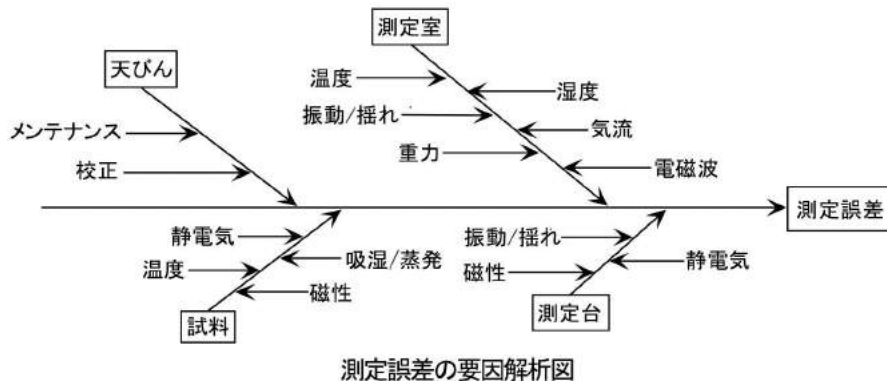 測定室
天びん
温度
湿度
振動/揺れ
気流
メンテナンス
重力
校正
電磁波
測定誤差
静電気
吸湿/蒸発
温度
磁性
試料
振動/揺れ
静電気
磁性
測定台
測定誤差の要因解析図